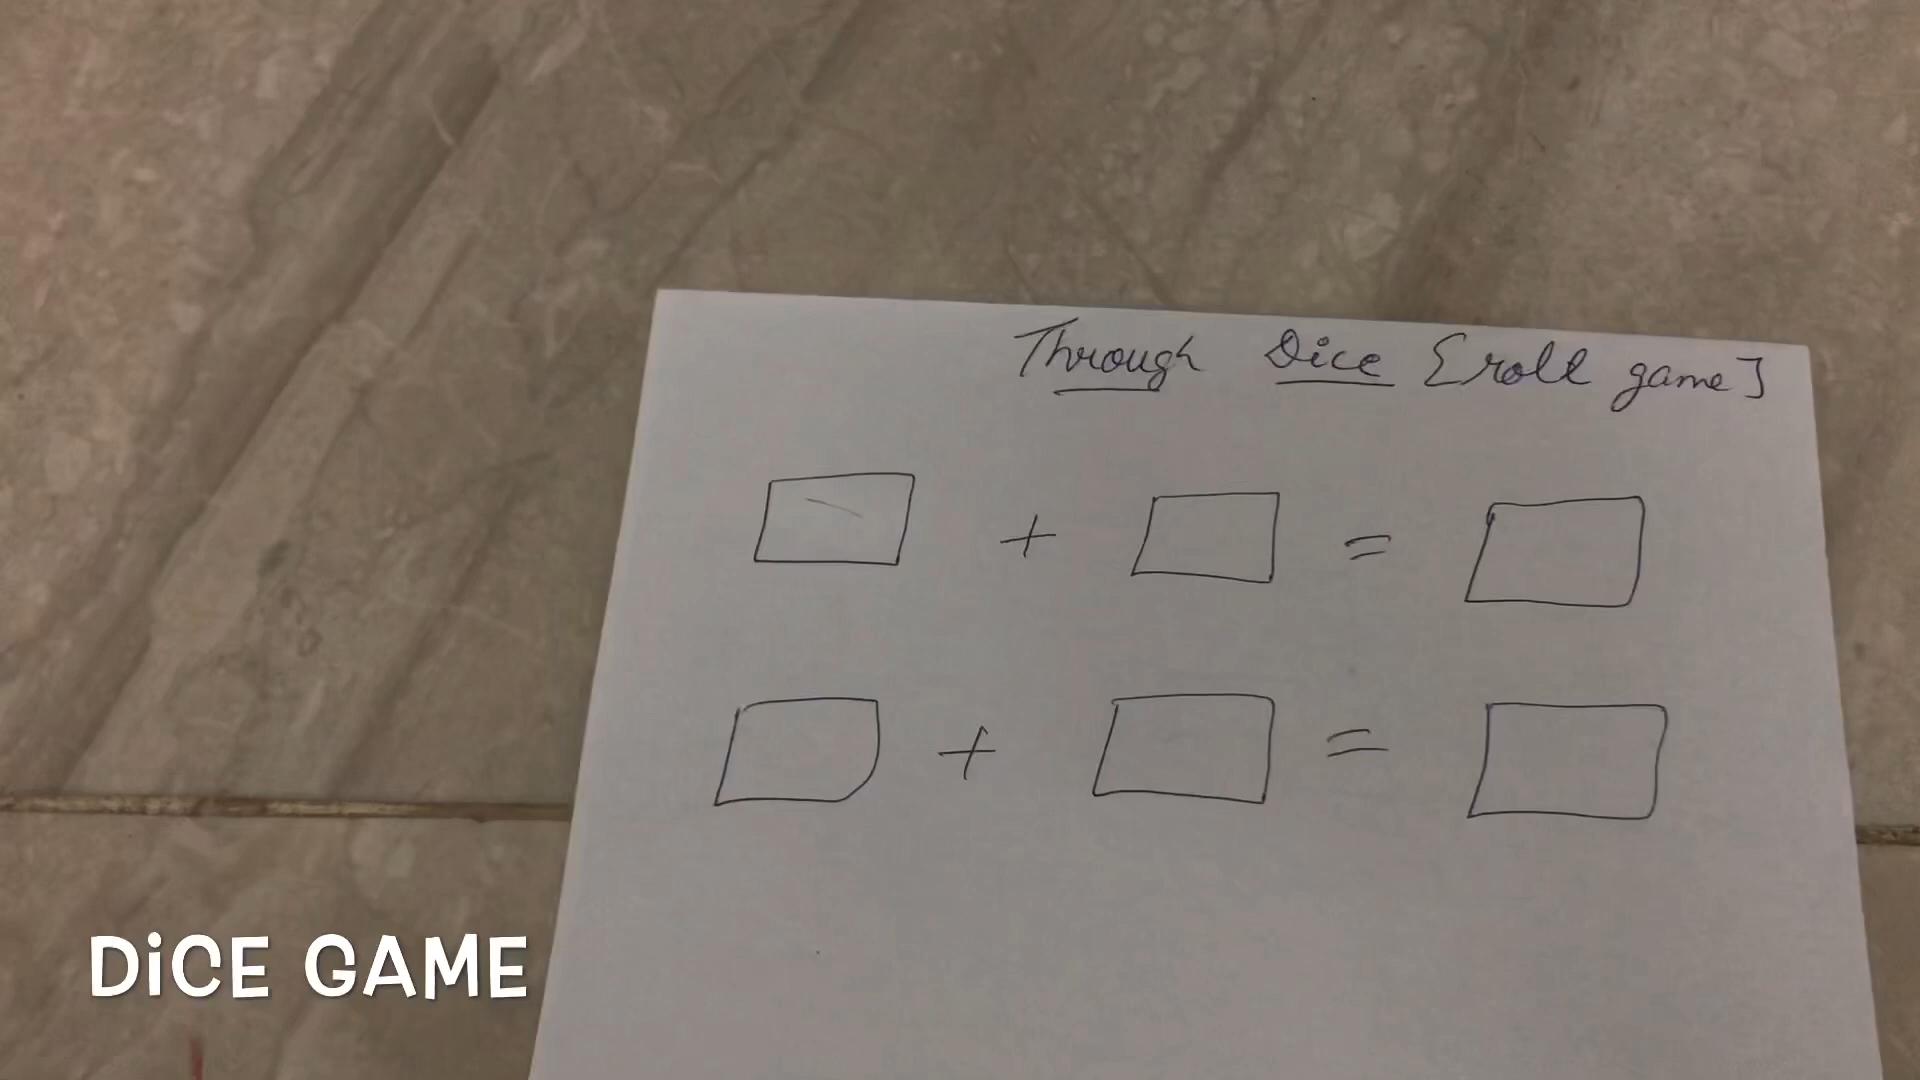 Through Dice [roll game]
+ =
+ =
DiCE GAME